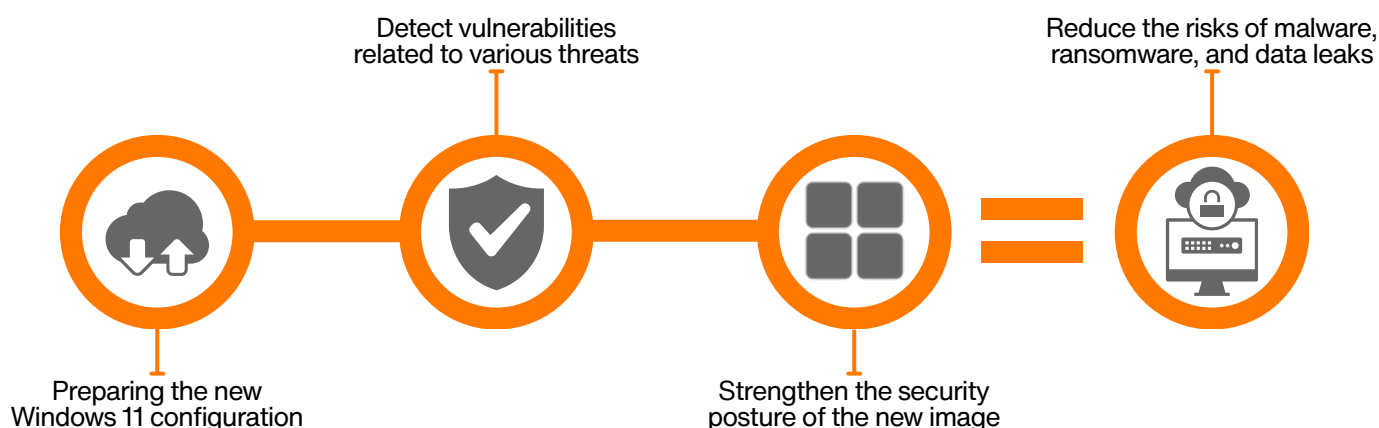 Detect vulnerabilities
related to various threats
Reduce the risks of malware,
ransomware, and data leaks
Preparing the new
Windows 11 configuration
Strengthen the security
posture of the new image